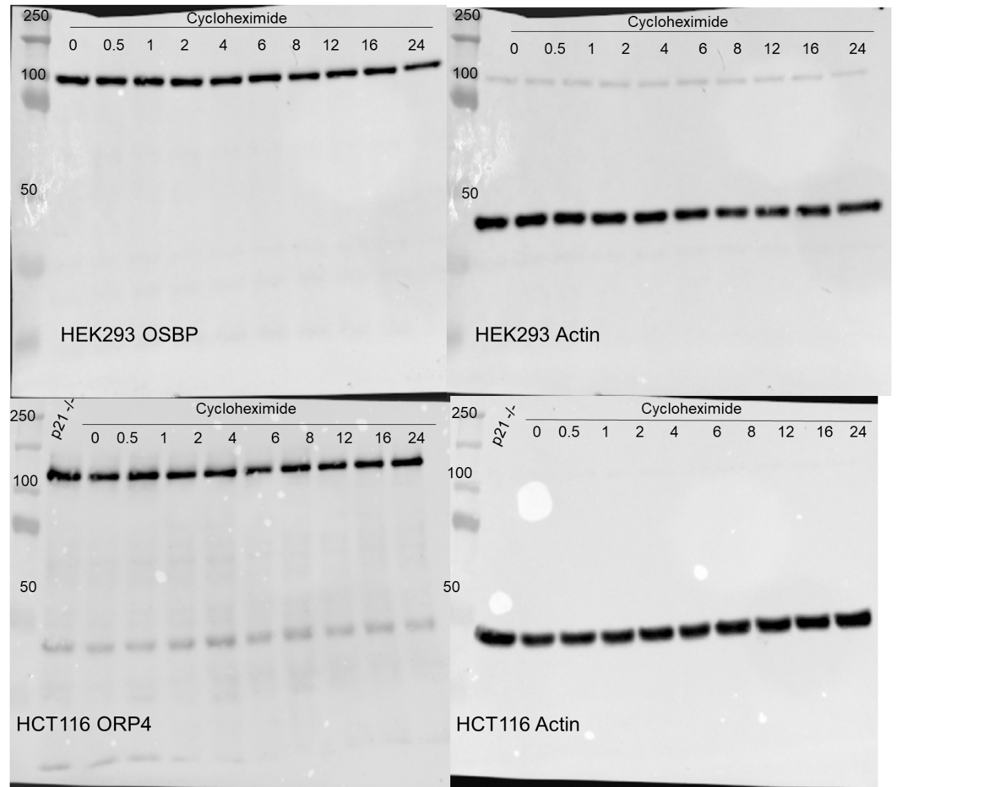 250
Cycloheximide
0 0.5 1 2 4 6 8 12 16 24
100
50
HEK293 OSBP
250
Cycloheximide
0 0.5 1 2 4 6 8 12 16 24
100
50
HEK293 Actin
250
p21 -/-
Cycloheximide
0 0.5 1 2 4 6 8 12 16 24
100
50
HCT116 ORP4
250
p21 -/-
Cycloheximide
0 0.5 1 2 4 6 8 12 16 24
100
50
HCT116 Actin